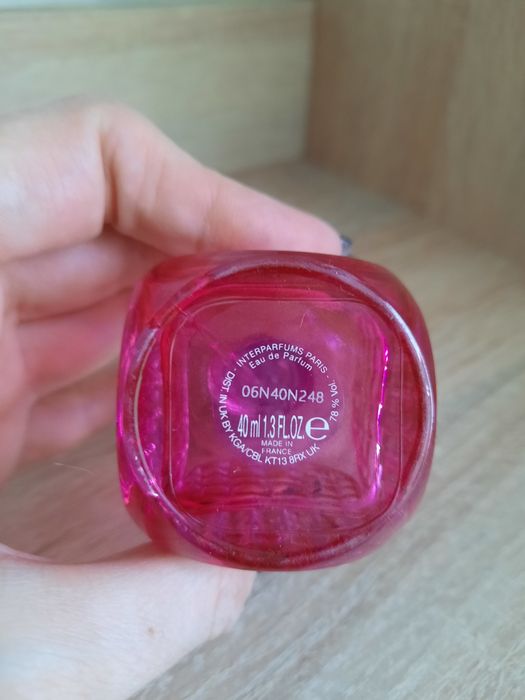 - INTERPARFUMS PARIS -
Eau de Parfum
06N40N248
40 ml 1.3 FL.OZ. e
MADE IN
FRANCE
78 % Vol.
DIST. IN UK BY KGA/CBL KT13 8RX UK